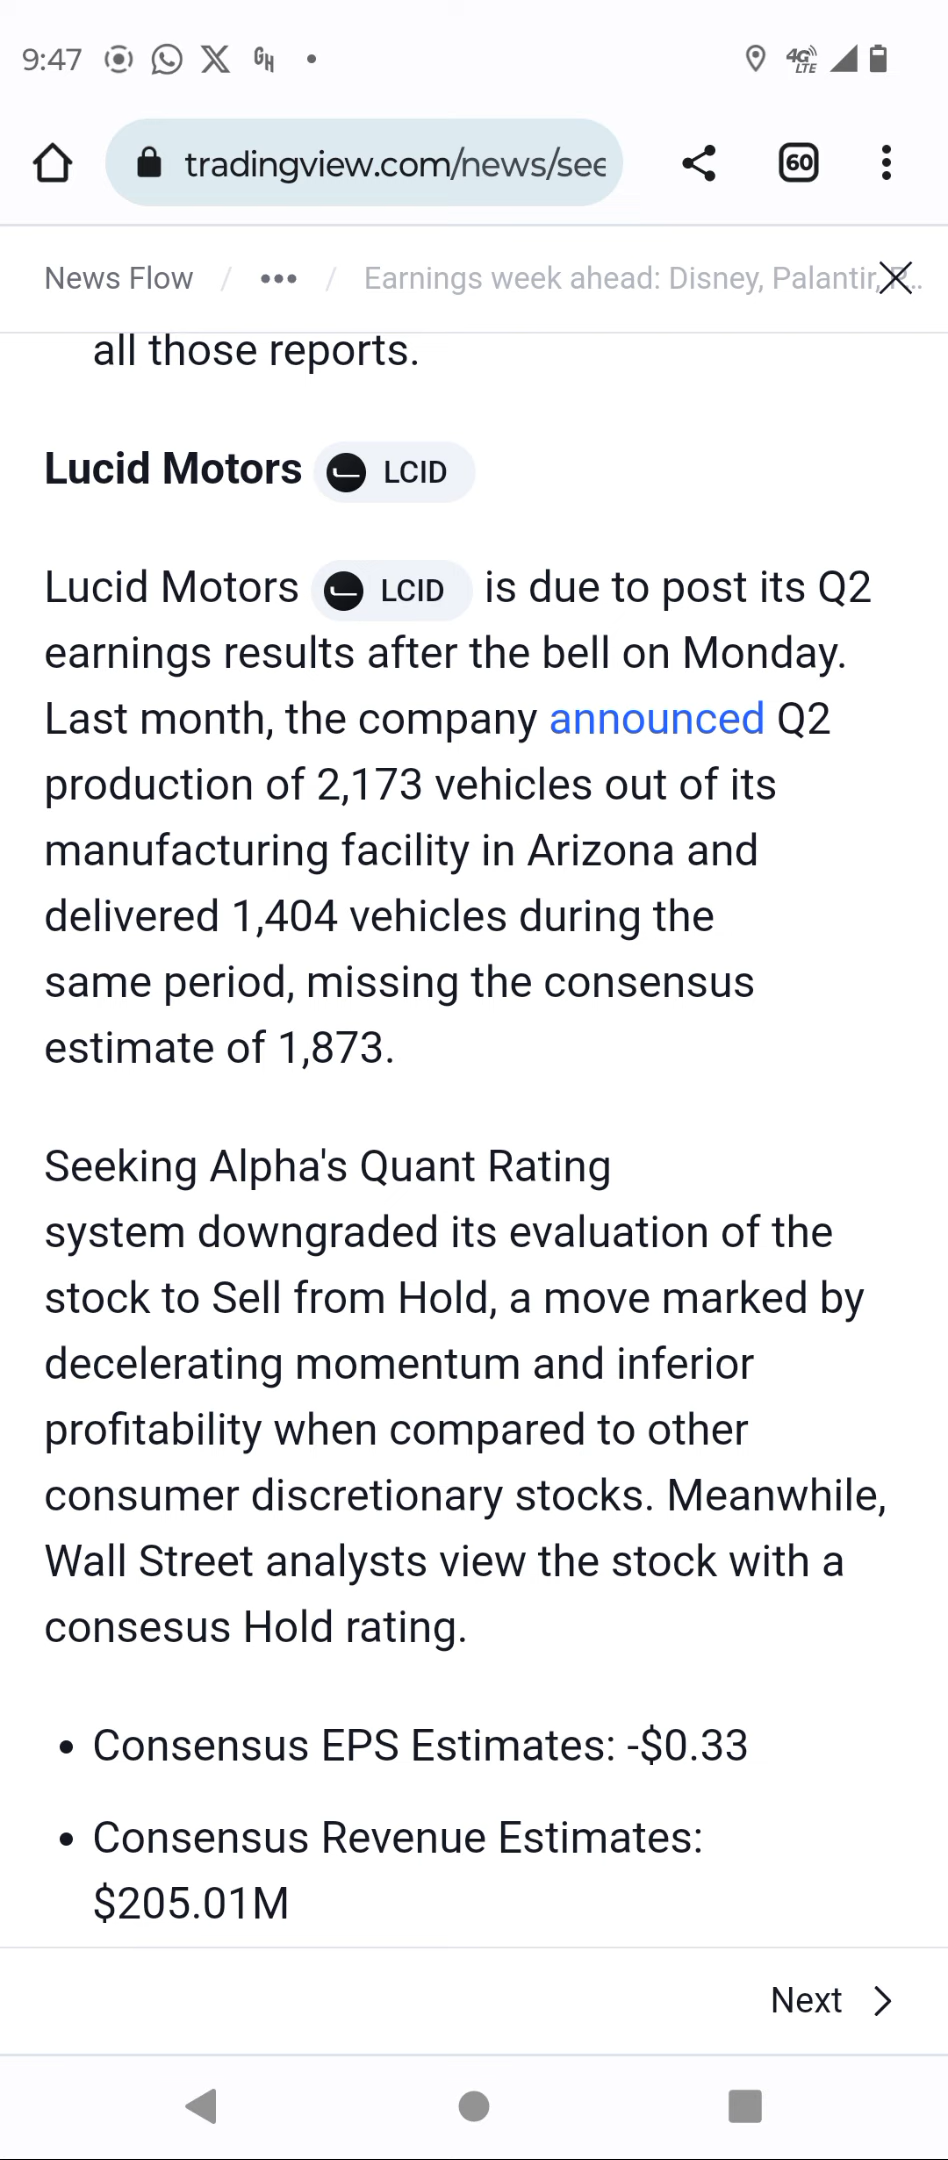 9:47 GH 4G LTE
tradingview.com/news/see 60
News Flow / ••• / Earnings week ahead: Disney, Palantir, P...
all those reports.
Lucid Motors LCID
Lucid Motors LCID is due to post its Q2
earnings results after the bell on Monday.
Last month, the company announced Q2
production of 2,173 vehicles out of its
manufacturing facility in Arizona and
delivered 1,404 vehicles during the
same period, missing the consensus
estimate of 1,873.
Seeking Alpha's Quant Rating
system downgraded its evaluation of the
stock to Sell from Hold, a move marked by
decelerating momentum and inferior
profitability when compared to other
consumer discretionary stocks. Meanwhile,
Wall Street analysts view the stock with a
consesus Hold rating.
• Consensus EPS Estimates: -$0.33
• Consensus Revenue Estimates:
$205.01M
Next